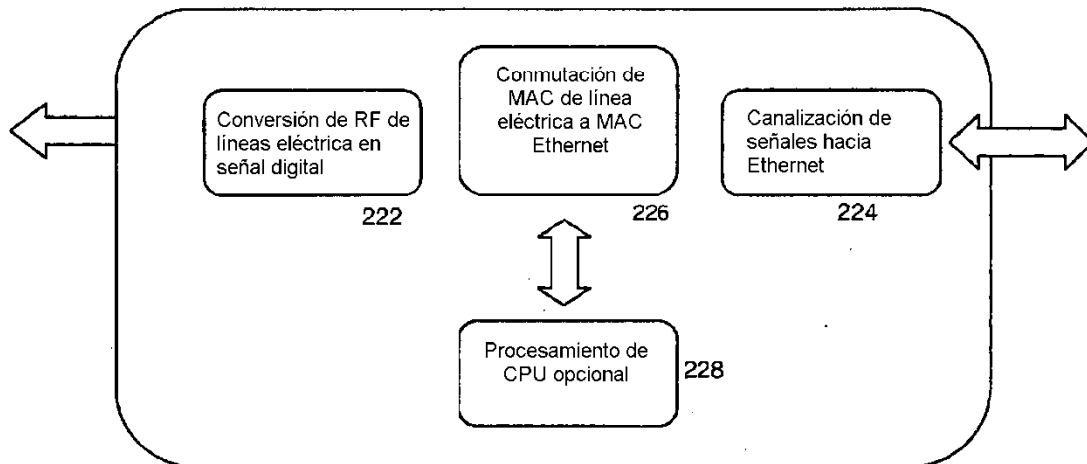 Conversión de RF de
líneas eléctrica en
señal digital
222
Conmutación de
MAC de línea
eléctrica a MAC
Ethernet
226
Canalización de
señales hacia
Ethernet
224
Procesamiento de
CPU opcional
228